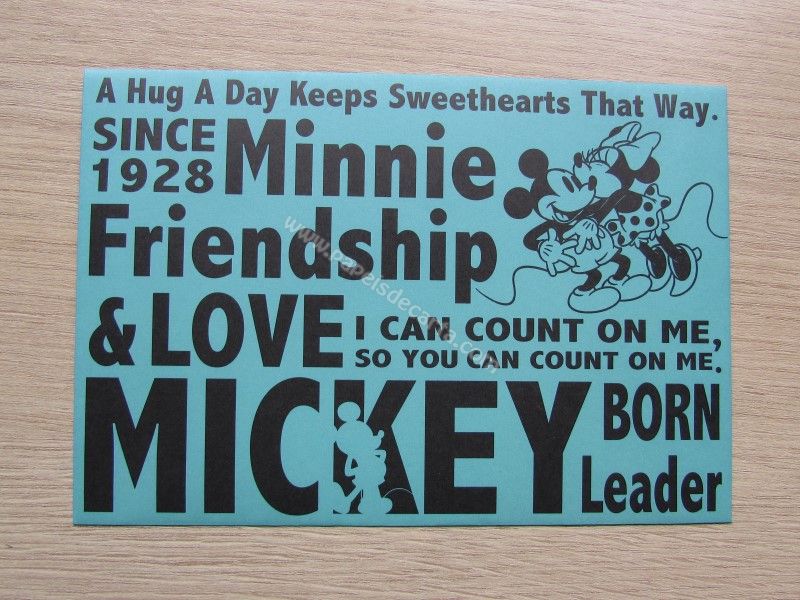 A Hug A Day Keeps Sweethearts That Way.
SINCE
1928
Minnie
Friendship
& LOVE
I CAN COUNT ON ME,
SO YOU CAN COUNT ON ME.
MICKEY
BORN
Leader
www.papelsdecarta.com